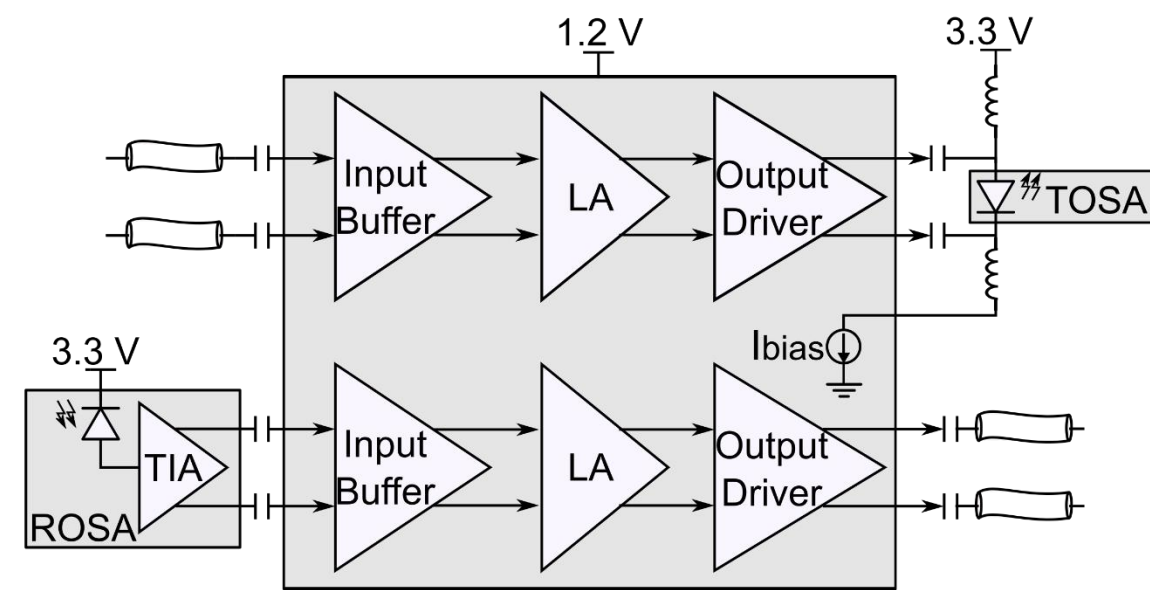 1.2 V
3.3 V
Input
Buffer
LA
Output
Driver
TOSA
Ibias
3.3 V
TIA
ROSA
Input
Buffer
LA
Output
Driver